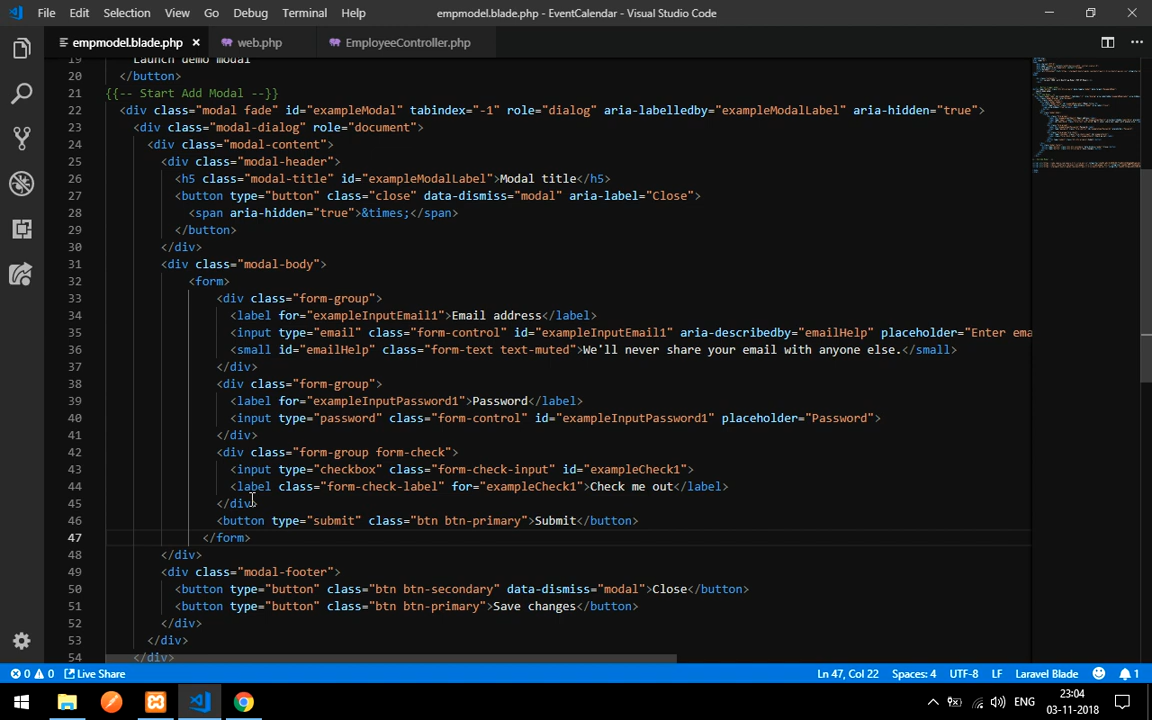 File Edit Selection View Go Debug Terminal Help
empmodel.blade.php - EventCalendar - Visual Studio Code
empmodel.blade.php × web.php EmployeeController.php
19 Launch demo modal
20 </button>
21 {{-- Start Add Modal --}}
22 <div class="modal fade" id="exampleModal" tabindex="-1" role="dialog" aria-labelledby="exampleModalLabel" aria-hidden="true">
23 <div class="modal-dialog" role="document">
24 <div class="modal-content">
25 <div class="modal-header">
26 <h5 class="modal-title" id="exampleModalLabel">Modal title</h5>
27 <button type="button" class="close" data-dismiss="modal" aria-label="Close">
28 <span aria-hidden="true">&times;</span>
29 </button>
30 </div>
31 <div class="modal-body">
32 <form>
33 <div class="form-group">
34 <label for="exampleInputEmail1">Email address</label>
35 <input type="email" class="form-control" id="exampleInputEmail1" aria-describedby="emailHelp" placeholder="Enter ema
36 <small id="emailHelp" class="form-text text-muted">We'll never share your email with anyone else.</small>
37 </div>
38 <div class="form-group">
39 <label for="exampleInputPassword1">Password</label>
40 <input type="password" class="form-control" id="exampleInputPassword1" placeholder="Password">
41 </div>
42 <div class="form-group form-check">
43 <input type="checkbox" class="form-check-input" id="exampleCheck1">
44 <label class="form-check-label" for="exampleCheck1">Check me out</label>
45 </div>
46 <button type="submit" class="btn btn-primary">Submit</button>
47 </form>
48 </div>
49 <div class="modal-footer">
50 <button type="button" class="btn btn-secondary" data-dismiss="modal">Close</button>
51 <button type="button" class="btn btn-primary">Save changes</button>
52 </div>
53 </div>
54 </div>
0 0 Live Share Ln 47, Col 22 Spaces: 4 UTF-8 LF Laravel Blade 1
ENG 23:04
03-11-2018